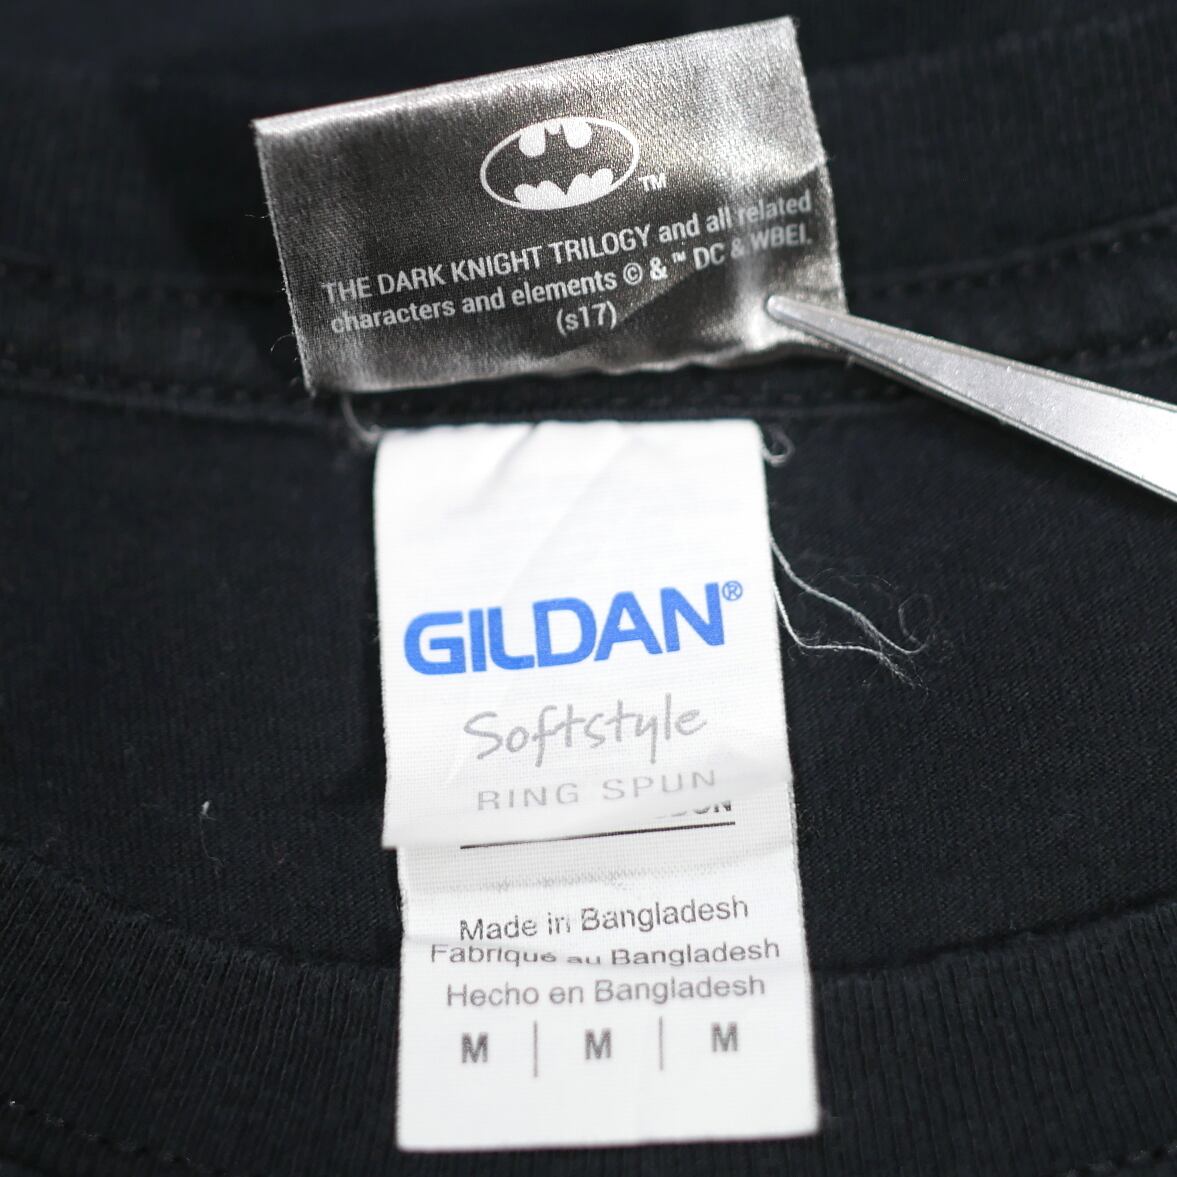 TM
THE DARK KNIGHT TRILOGY and all related
characters and elements © & ™ DC & WBEI.
(s17)
GILDAN®
Softstyle
RING SPUN
Made in Bangladesh
Fabriqué au Bangladesh
Hecho en Bangladesh
M | M | M